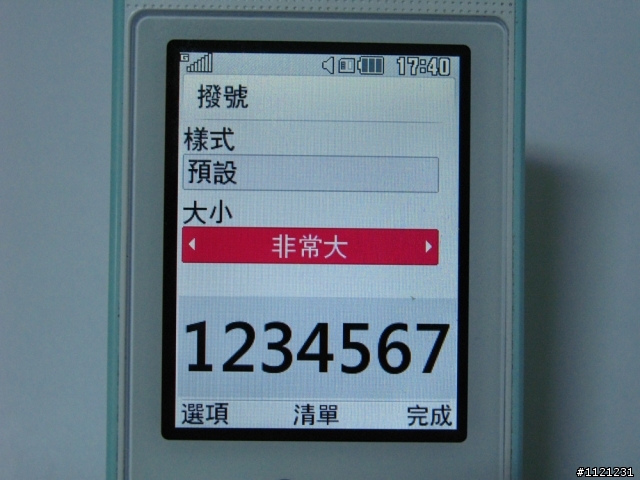 17:40
撥號
樣式
預設
大小
非常大
1234567
選項 清單 完成
#1121231